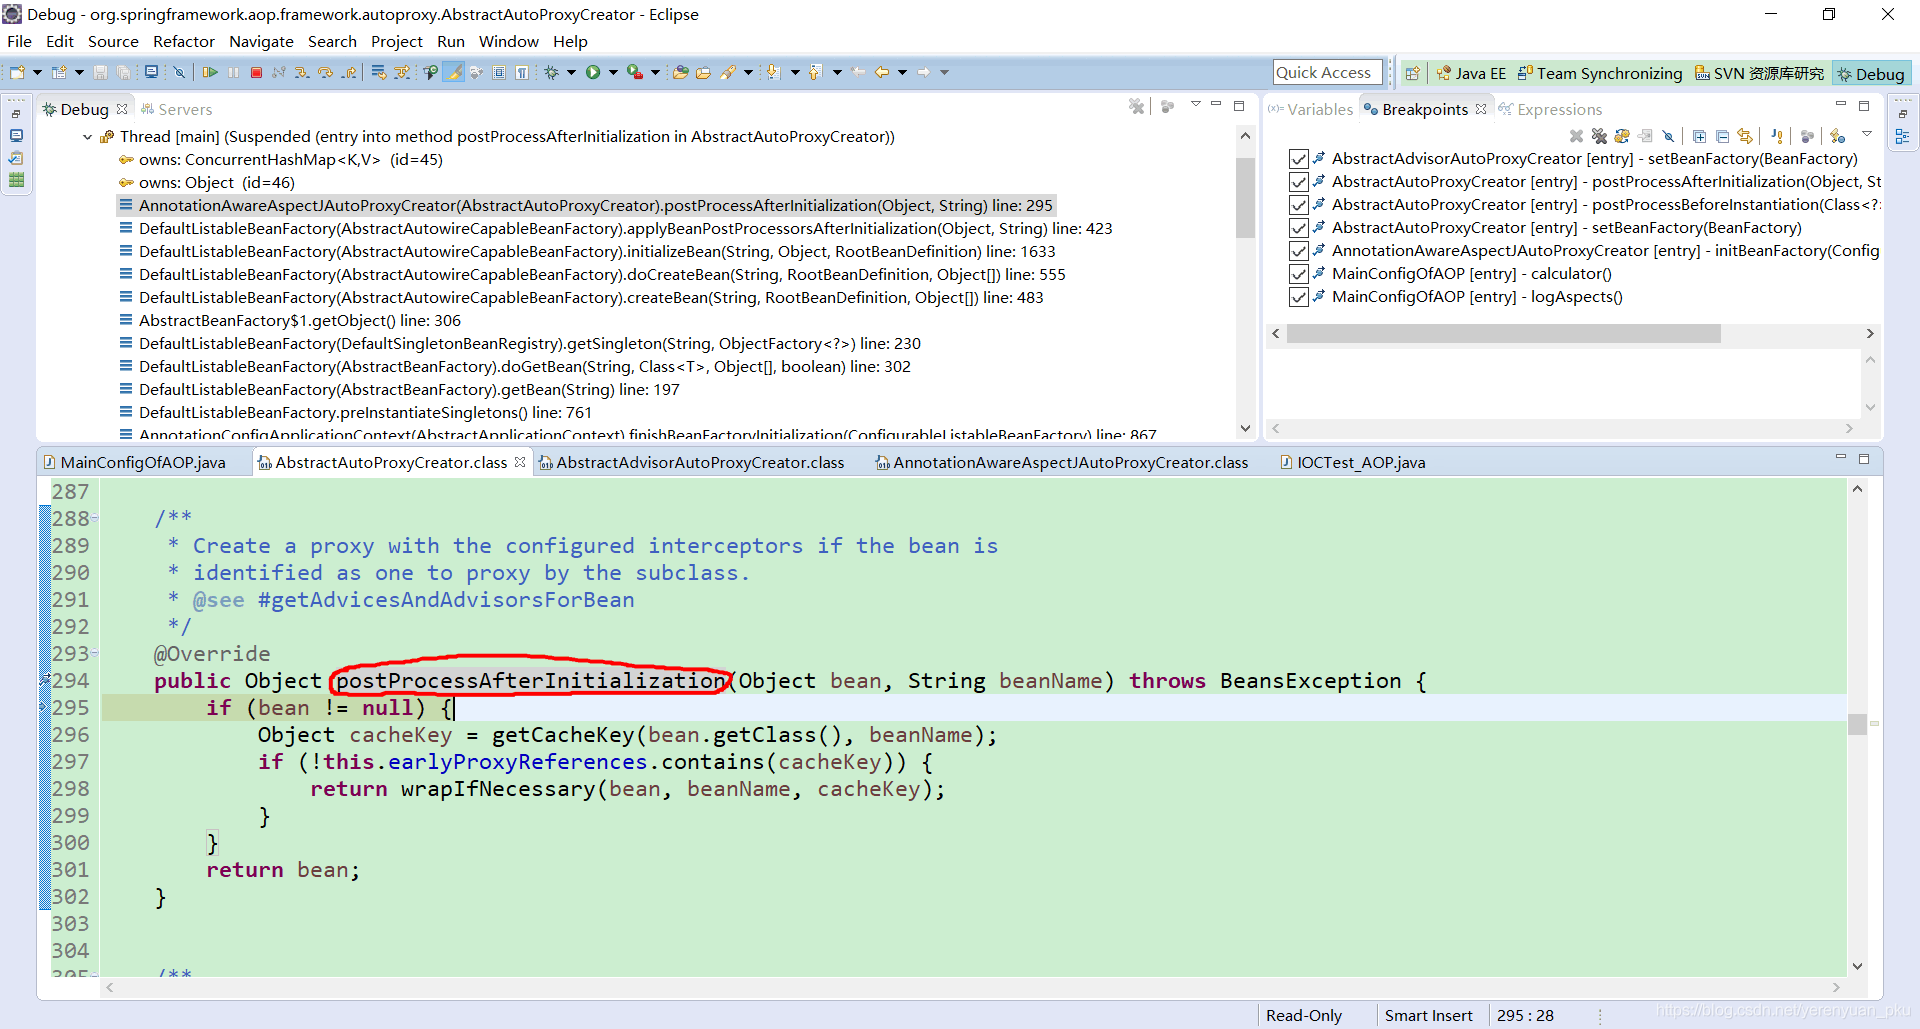 Debug - org.springframework.aop.framework.autoproxy.AbstractAutoProxyCreator - Eclipse
File Edit Source Refactor Navigate Search Project Run Window Help
Quick Access
Java EE
Team Synchronizing
SVN 资源库研究
Debug
Debug
Servers
Thread [main] (Suspended (entry into method postProcessAfterInitialization in AbstractAutoProxyCreator))
owns: ConcurrentHashMap<K,V> (id=45)
owns: Object (id=46)
AnnotationAwareAspectJAutoProxyCreator(AbstractAutoProxyCreator).postProcessAfterInitialization(Object, String) line: 295
DefaultListableBeanFactory(AbstractAutowireCapableBeanFactory).applyBeanPostProcessorsAfterInitialization(Object, String) line: 423
DefaultListableBeanFactory(AbstractAutowireCapableBeanFactory).initializeBean(String, Object, RootBeanDefinition) line: 1633
DefaultListableBeanFactory(AbstractAutowireCapableBeanFactory).doCreateBean(String, RootBeanDefinition, Object[]) line: 555
DefaultListableBeanFactory(AbstractAutowireCapableBeanFactory).createBean(String, RootBeanDefinition, Object[]) line: 483
AbstractBeanFactory$1.getObject() line: 306
DefaultListableBeanFactory(DefaultSingletonBeanRegistry).getSingleton(String, ObjectFactory<?>) line: 230
DefaultListableBeanFactory(AbstractBeanFactory).doGetBean(String, Class<T>, Object[], boolean) line: 302
DefaultListableBeanFactory(AbstractBeanFactory).getBean(String) line: 197
DefaultListableBeanFactory.preInstantiateSingletons() line: 761
AnnotationConfigApplicationContext(AbstractApplicationContext).finishBeanFactoryInitialization(ConfigurableListableBeanFactory) line: 867
Variables
Breakpoints
Expressions
AbstractAdvisorAutoProxyCreator [entry] - setBeanFactory(BeanFactory)
AbstractAutoProxyCreator [entry] - postProcessAfterInitialization(Object, St
AbstractAutoProxyCreator [entry] - postProcessBeforeInstantiation(Class<?
AbstractAutoProxyCreator [entry] - setBeanFactory(BeanFactory)
AnnotationAwareAspectJAutoProxyCreator [entry] - initBeanFactory(Config
MainConfigOfAOP [entry] - calculator()
MainConfigOfAOP [entry] - logAspects()
MainConfigOfAOP.java
AbstractAutoProxyCreator.class
AbstractAdvisorAutoProxyCreator.class
AnnotationAwareAspectJAutoProxyCreator.class
IOCTest_AOP.java
287
288 /**
289 * Create a proxy with the configured interceptors if the bean is
290 * identified as one to proxy by the subclass.
291 * @see #getAdvicesAndAdvisorsForBean
292 */
293 @Override
294 public Object postProcessAfterInitialization(Object bean, String beanName) throws BeansException {
295 if (bean != null) {
296 Object cacheKey = getCacheKey(bean.getClass(), beanName);
297 if (!this.earlyProxyReferences.contains(cacheKey)) {
298 return wrapIfNecessary(bean, beanName, cacheKey);
299 }
300 }
301 return bean;
302 }
303
304
305 /**
Read-Only
Smart Insert
295 : 28
https://blog.csdn.net/yerenyuan_pku